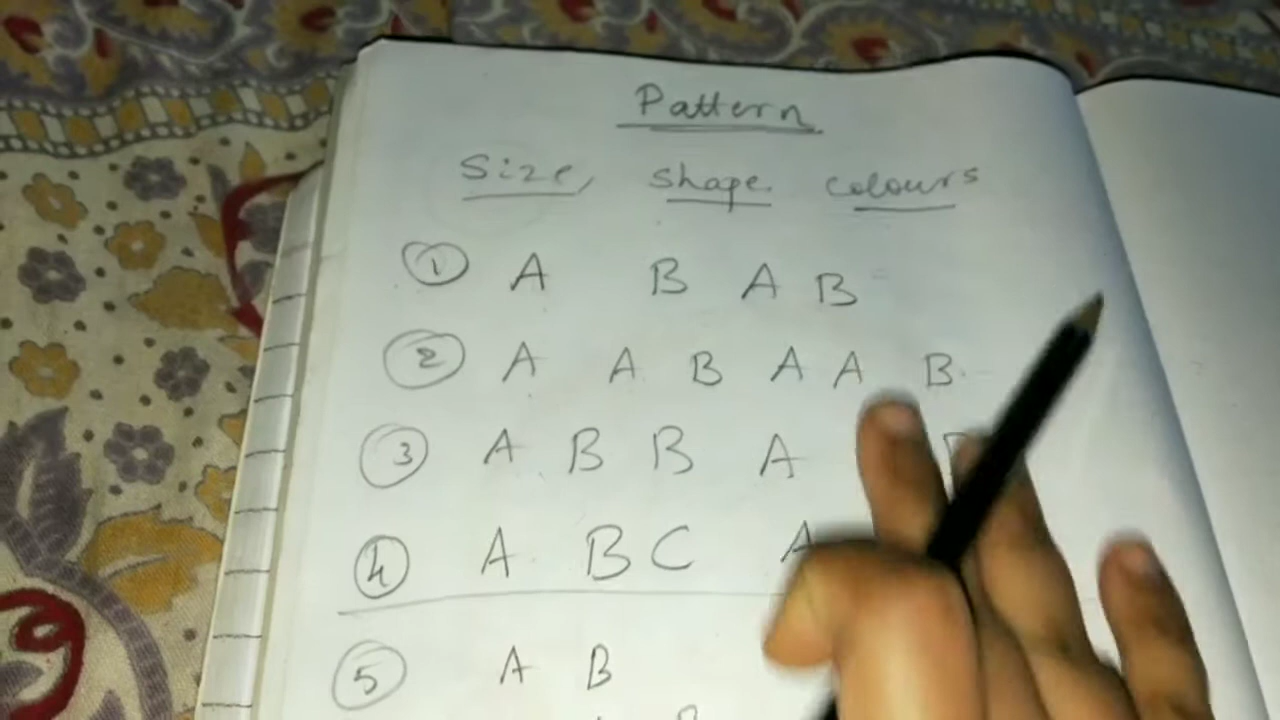 Pattern
Size, Shape. Colours
1 A B A B
2 A A B A A B
3 A B B A
4 A B C A
5 A B